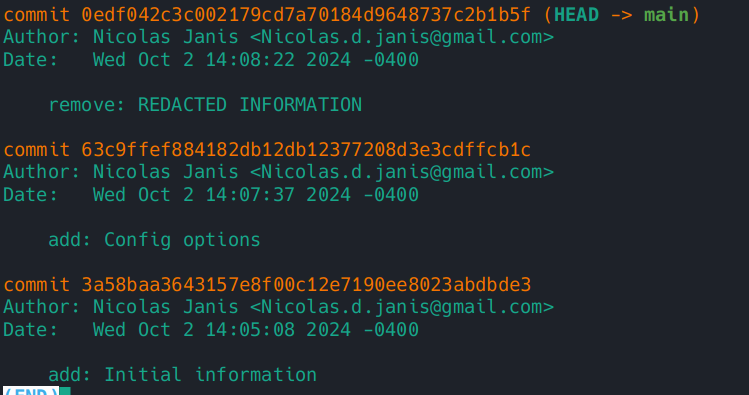 commit 0edf042c3c002179cd7a70184d9648737c2b1b5f (HEAD -> main)
Author: Nicolas Janis <Nicolas.d.janis@gmail.com>
Date:   Wed Oct 2 14:08:22 2024 -0400
    remove: REDACTED INFORMATION
commit 63c9ffef884182db12db12377208d3e3cdffcb1c
Author: Nicolas Janis <Nicolas.d.janis@gmail.com>
Date:   Wed Oct 2 14:07:37 2024 -0400
    add: Config options
commit 3a58baa3643157e8f00c12e7190ee8023abdbde3
Author: Nicolas Janis <Nicolas.d.janis@gmail.com>
Date:   Wed Oct 2 14:05:08 2024 -0400
    add: Initial information
(END)